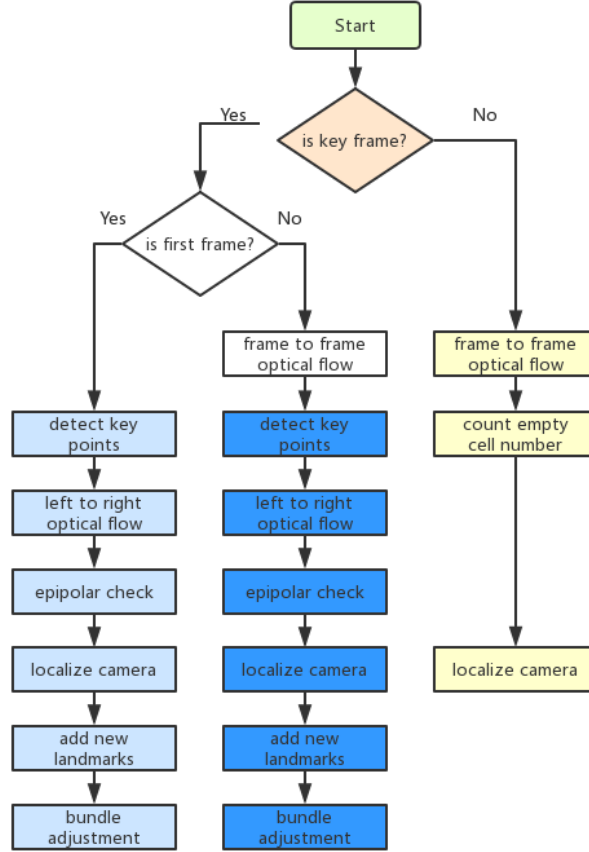 Start
Yes
No
is key frame?
Yes
No
is first frame?
frame to frame
optical flow
frame to frame
optical flow
detect key
points
detect key
points
count empty
cell number
left to right
optical flow
left to right
optical flow
epipolar check
epipolar check
localize camera
localize camera
localize camera
add new
landmarks
add new
landmarks
bundle
adjustment
bundle
adjustment